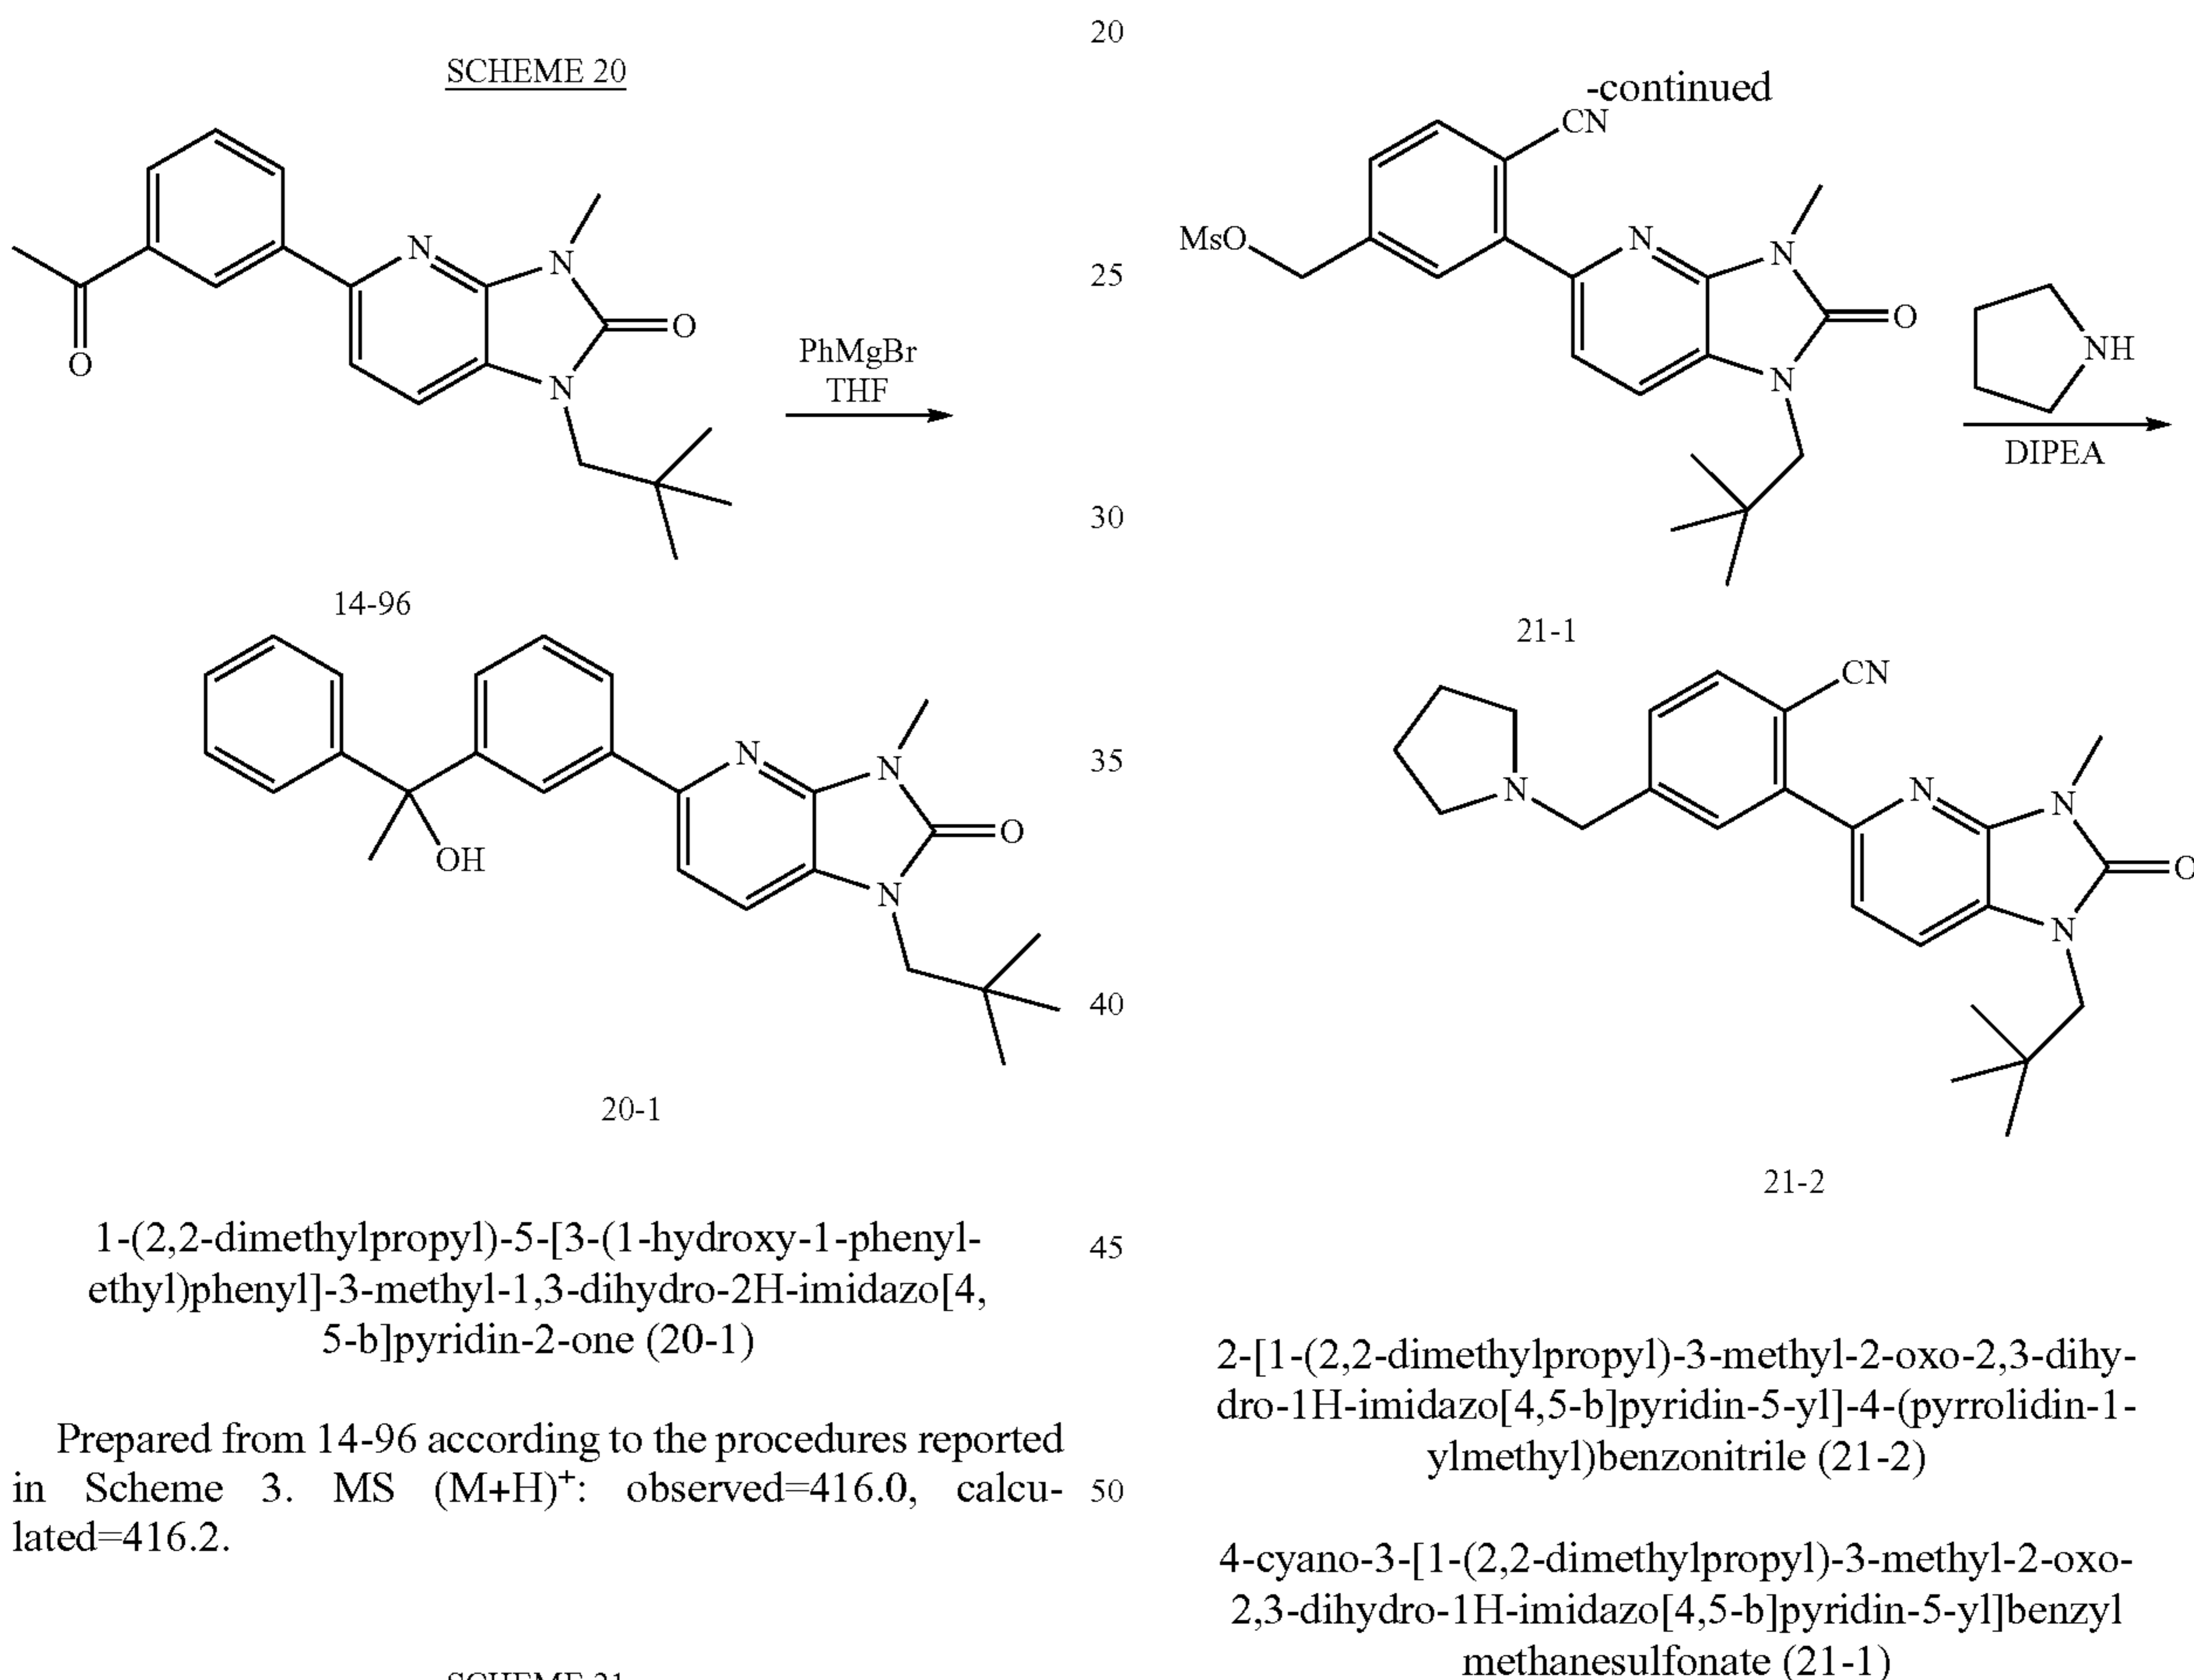 SCHEME 20
N
N
O
N
O
PhMgBr
THF
14-96
N
N
O
N
OH
20-1
1-(2,2-dimethylpropyl)-5-[3-(1-hydroxy-1-phenyl-
ethyl)phenyl]-3-methyl-1,3-dihydro-2H-imidazo[4,
5-b]pyridin-2-one (20-1)
Prepared from 14-96 according to the procedures reported
in Scheme 3. MS (M+H)⁺: observed=416.0, calcu-
lated=416.2.
SCHEME 21
20
25
30
35
40
45
50
-continued
CN
MsO
N
N
O
N
NH
DIPEA
21-1
CN
N
N
N
O
N
21-2
2-[1-(2,2-dimethylpropyl)-3-methyl-2-oxo-2,3-dihy-
dro-1H-imidazo[4,5-b]pyridin-5-yl]-4-(pyrrolidin-1-
ylmethyl)benzonitrile (21-2)
4-cyano-3-[1-(2,2-dimethylpropyl)-3-methyl-2-oxo-
2,3-dihydro-1H-imidazo[4,5-b]pyridin-5-yl]benzyl
methanesulfonate (21-1)